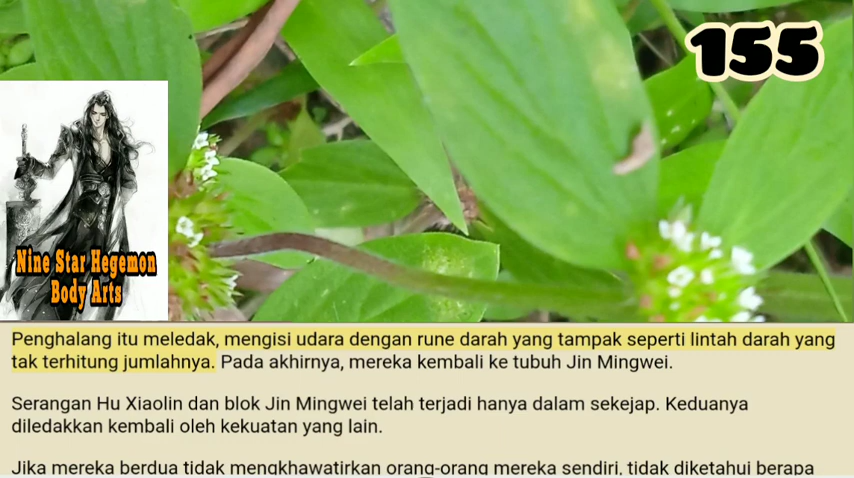 155
Nine Star Hegemon
Body Arts
Penghalang itu meledak, mengisi udara dengan rune darah yang tampak seperti lintah darah yang
tak terhitung jumlahnya. Pada akhirnya, mereka kembali ke tubuh Jin Mingwei.
Serangan Hu Xiaolin dan blok Jin Mingwei telah terjadi hanya dalam sekejap. Keduanya
diledakkan kembali oleh kekuatan yang lain.
Jika mereka berdua tidak mengkhawatirkan orang-orang mereka sendiri, tidak diketahui berapa